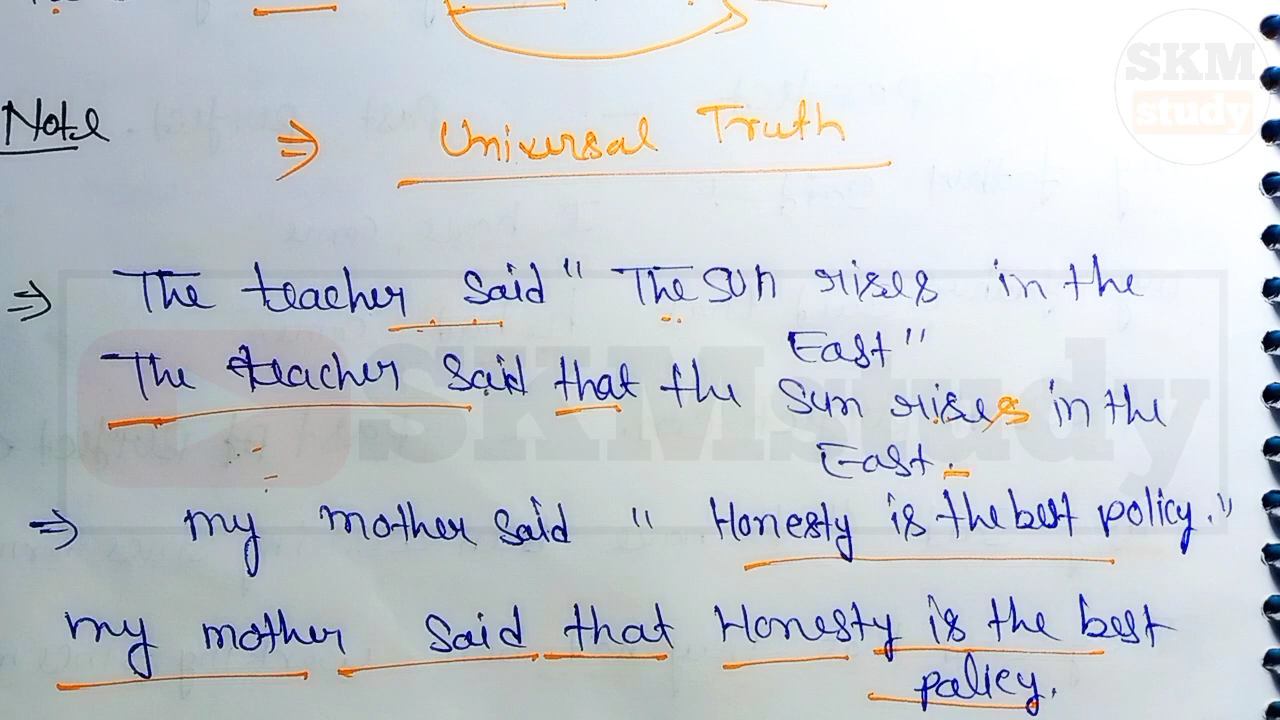 SKM
study
Note
⇒ Universal Truth
⇒ The teacher said " The sun rises in the
East"
The teacher said that the sun rises in the
East.
SKMstudy
⇒ my mother said " Honesty is the best policy."
my mother said that Honesty is the best
policy.